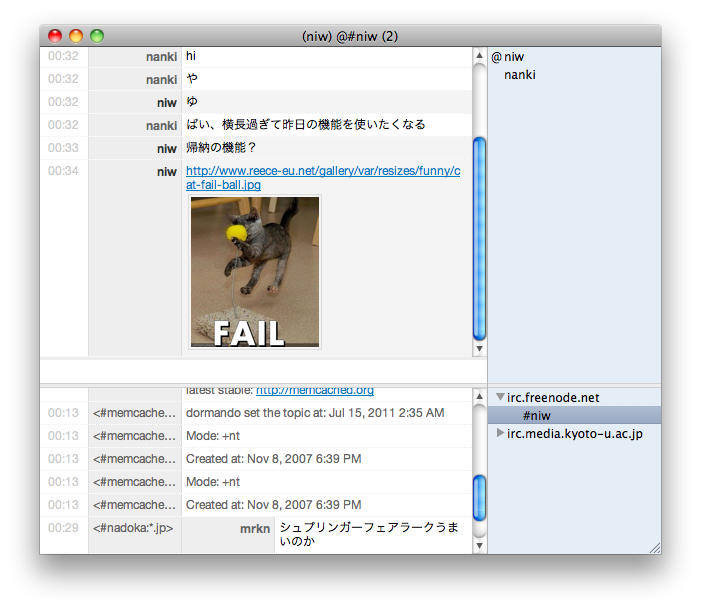 (niw) @#niw (2)
00:32 nanki hi
00:32 nanki や
00:32 niw ゆ
00:32 nanki ぱい、横長過ぎて昨日の機能を使いたくなる
00:33 niw 帰納の機能？
00:34 niw http://www.reece-eu.net/gallery/var/resizes/funny/c
at-fail-ball.jpg
FAIL
@ niw
nanki
latest stable: http://memcached.org
00:13 <#memcache... dormando set the topic at: Jul 15, 2011 2:35 AM
00:13 <#memcache... Mode: +nt
00:13 <#memcache... Created at: Nov 8, 2007 6:39 PM
00:13 <#memcache... Mode: +nt
00:13 <#memcache... Created at: Nov 8, 2007 6:39 PM
00:29 <#nadoka:*.jp> mrkn シュプリンガーフェアラークうま
いのか
irc.freenode.net
#niw
irc.media.kyoto-u.ac.jp